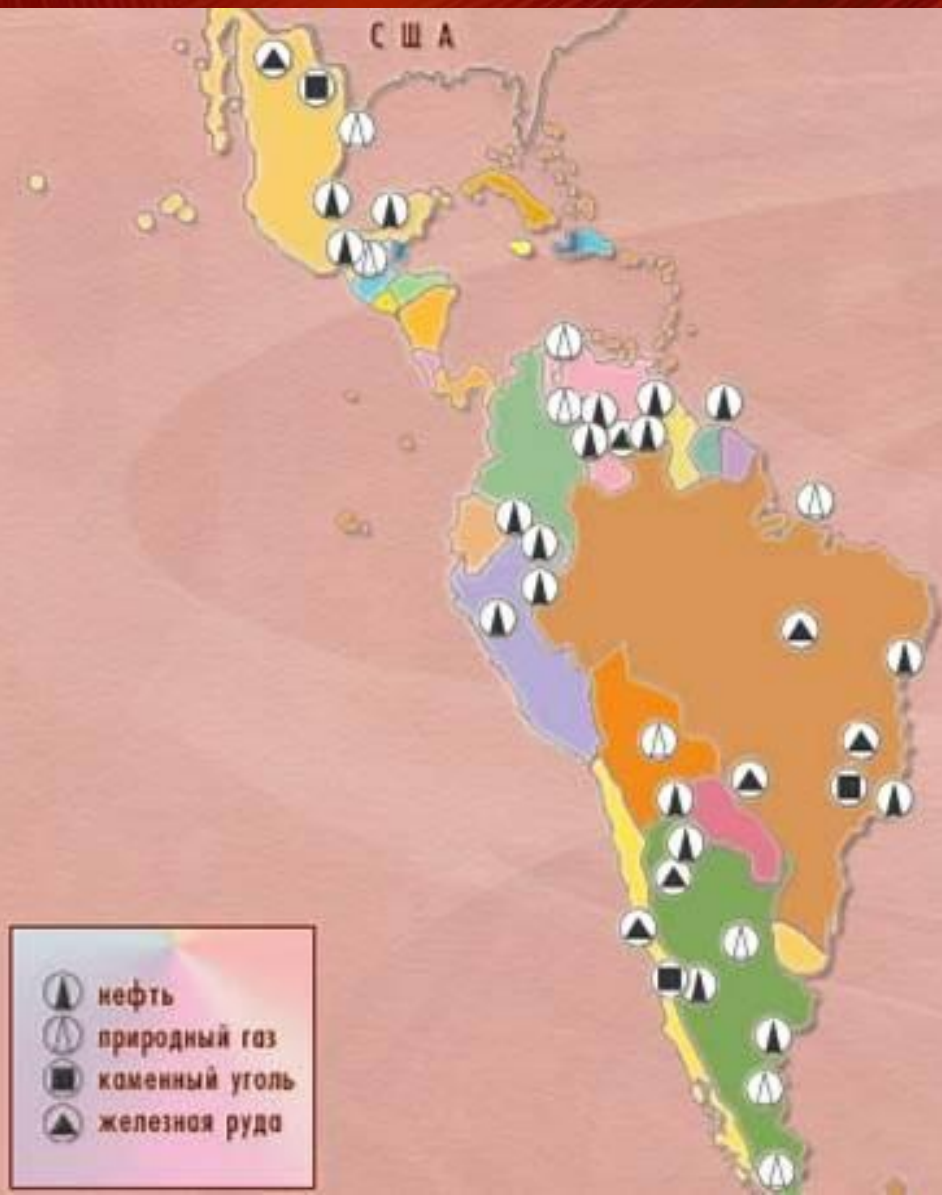 США
нефть
природный газ
каменный уголь
железная руда